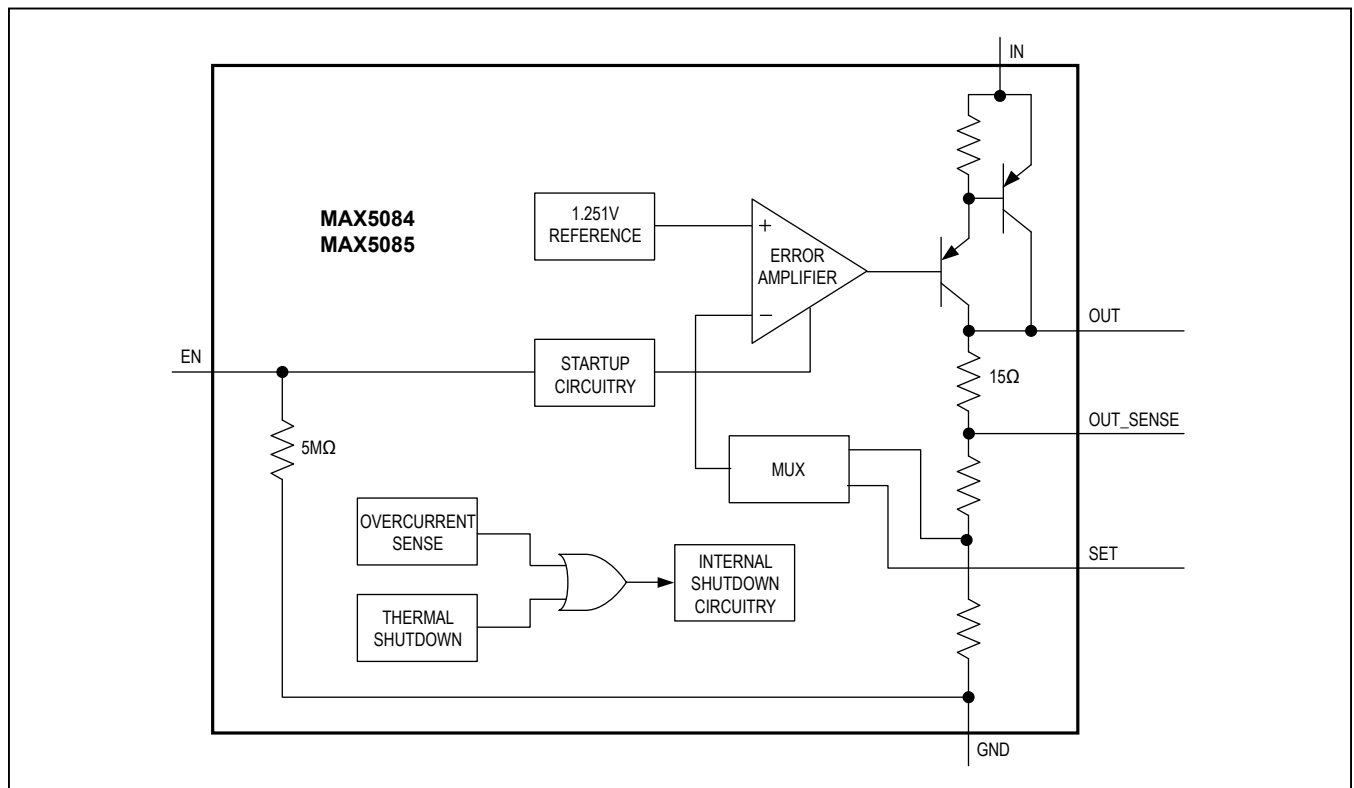 IN
MAX5084
MAX5085
1.251V
REFERENCE
+
ERROR
AMPLIFIER
−
OUT
EN
STARTUP
CIRCUITRY
15Ω
OUT_SENSE
5MΩ
MUX
OVERCURRENT
SENSE
INTERNAL
SHUTDOWN
CIRCUITRY
SET
THERMAL
SHUTDOWN
GND